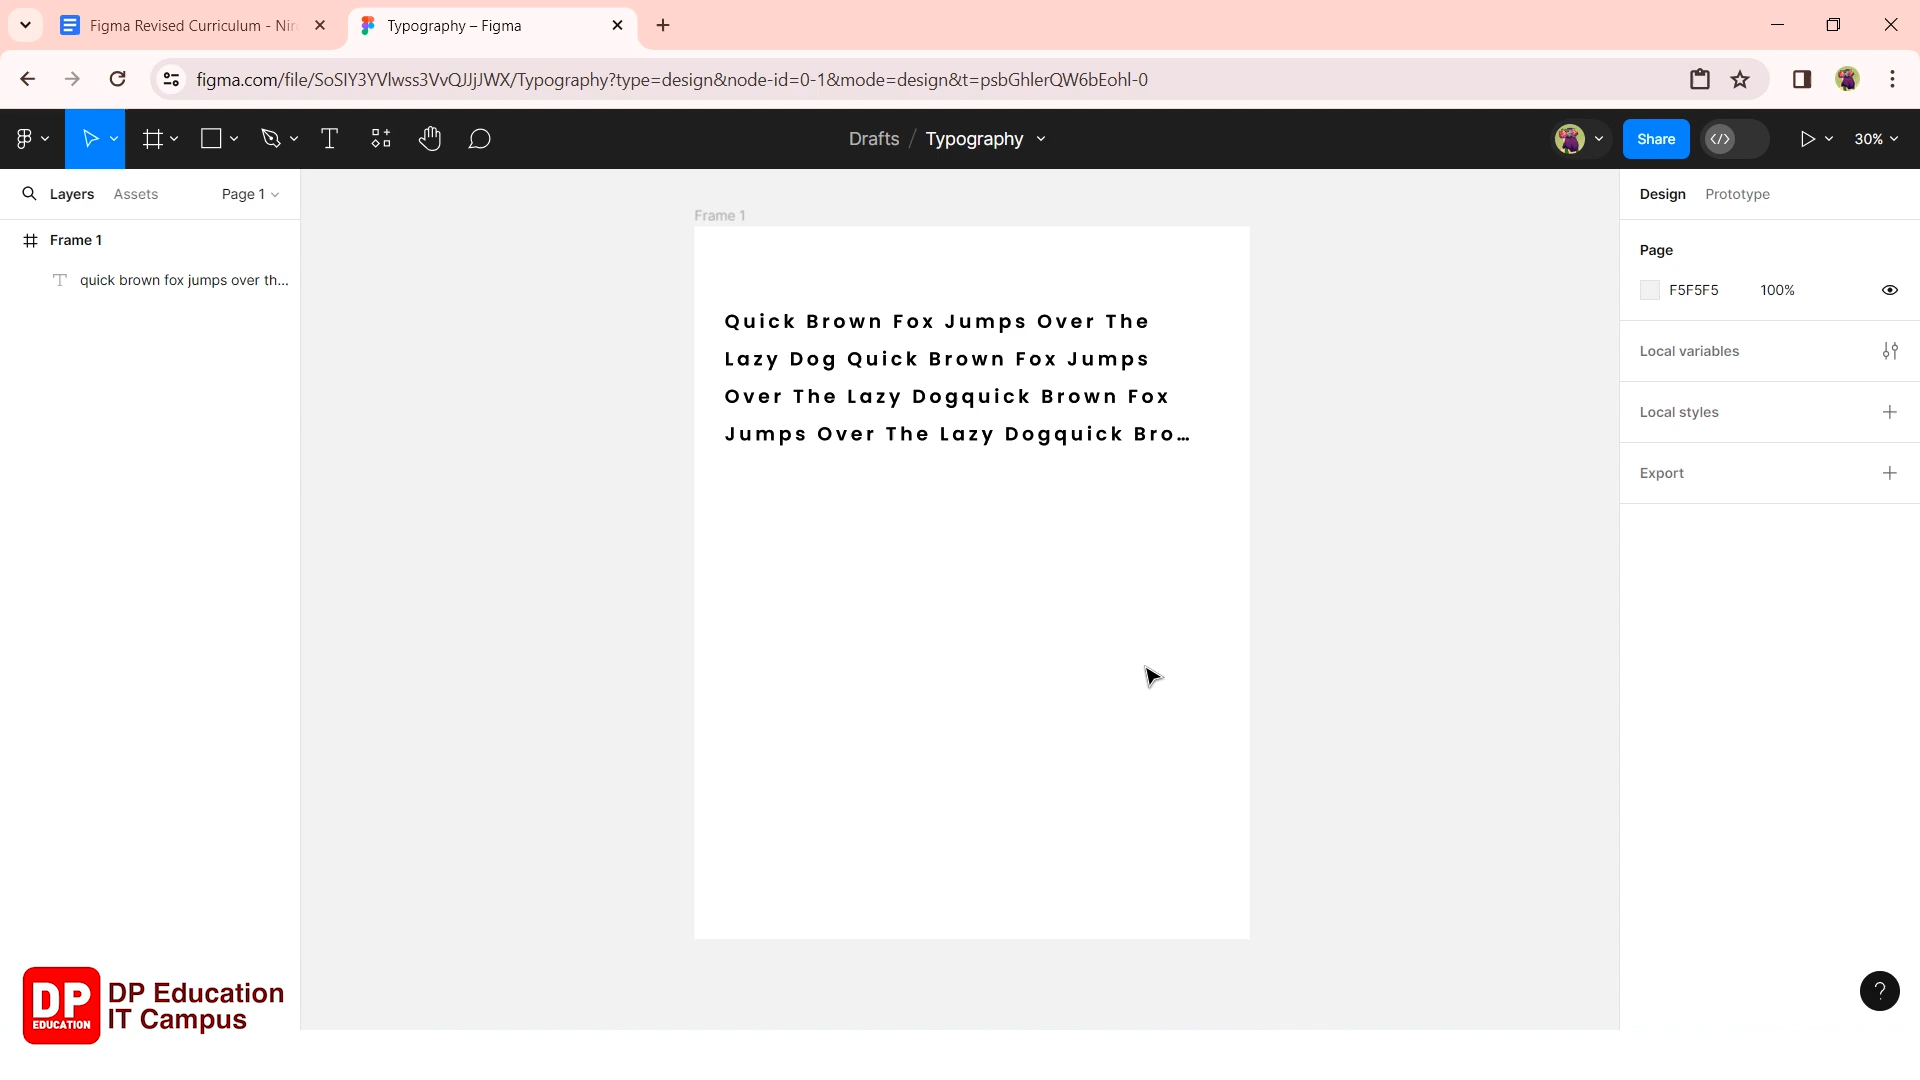 Figma Revised Curriculum - Nir
Typography – Figma
figma.com/file/SoSIY3YVlwss3VvQJJjJWX/Typography?type=design&node-id=0-1&mode=design&t=psbGhlerQW6bEohl-0
Drafts / Typography
Share
30%
Layers
Assets
Page 1
Design
Prototype
Frame 1
quick brown fox jumps over th...
Frame 1
Quick Brown Fox Jumps Over The
Lazy Dog Quick Brown Fox Jumps
Over The Lazy Dogquick Brown Fox
Jumps Over The Lazy Dogquick Bro...
Page
F5F5F5
100%
Local variables
Local styles
Export
?
DP
EDUCATION
DP Education
IT Campus